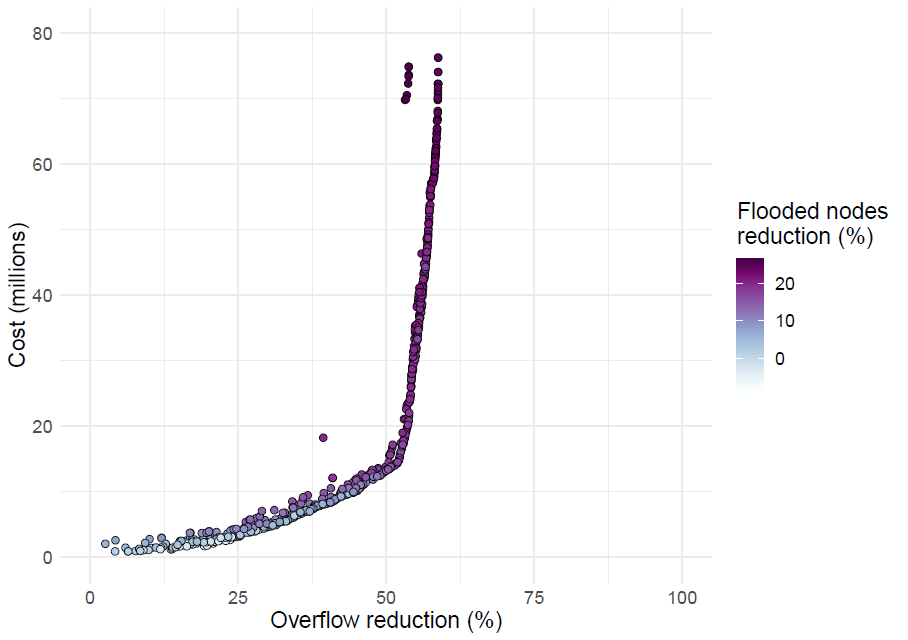 80
60
40
20
0
Cost (millions)
0 25 50 75 100
Overflow reduction (%)
Flooded nodes
reduction (%)
20
10
0